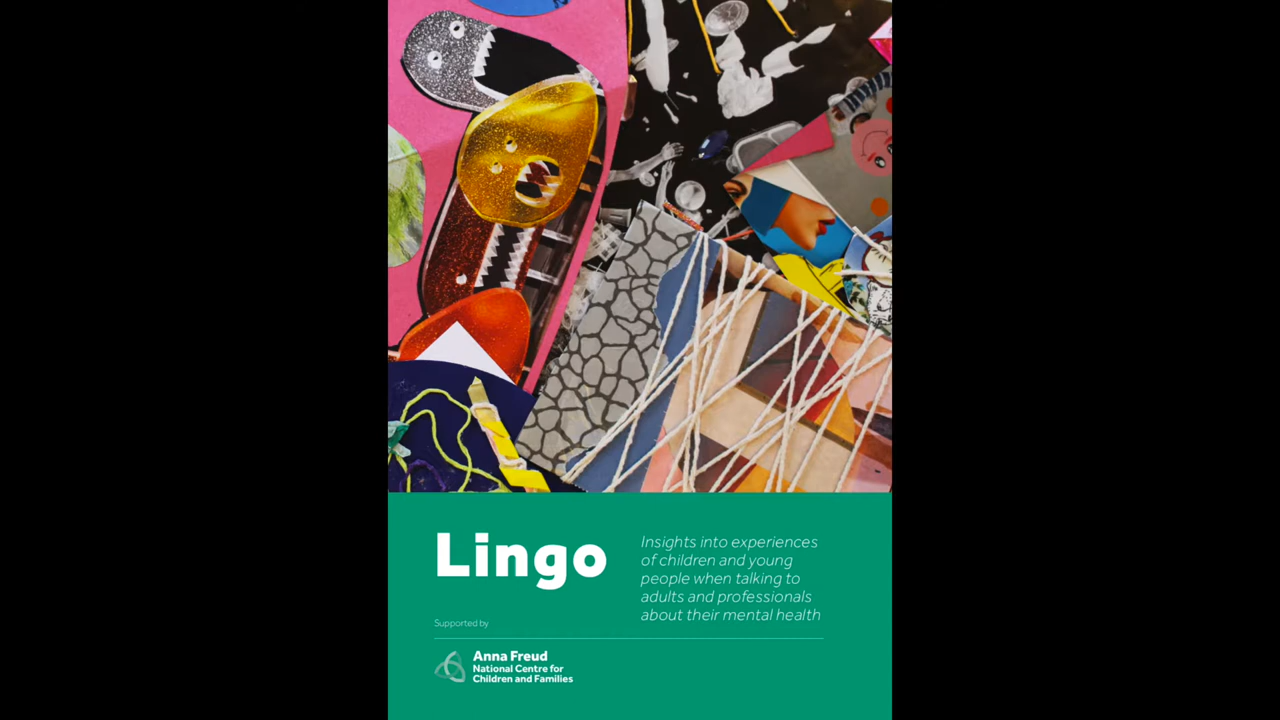 Lingo
Insights into experiences
of children and young
people when talking to
adults and professionals
about their mental health
Supported by
Anna Freud
National Centre for
Children and Families